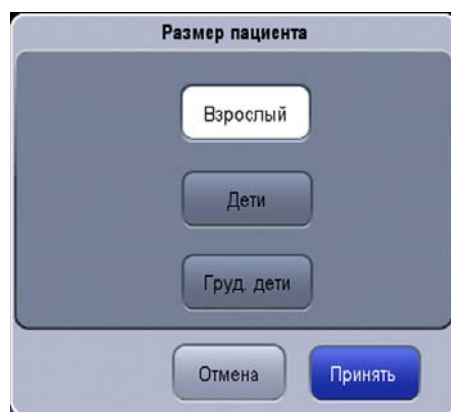 Размер пациента
Взрослый
Дети
Груд. дети
Отмена Принять